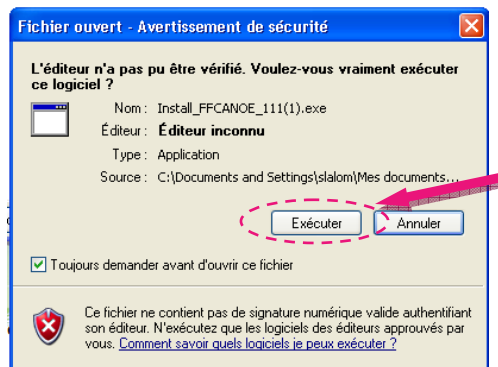 Fichier ouvert - Avertissement de sécurité
L'éditeur n'a pas pu être vérifié. Voulez-vous vraiment exécuter
ce logiciel ?
Nom : Install_FFCANOE_111(1).exe
Éditeur : Éditeur inconnu
Type : Application
Source : C:\Documents and Settings\slalom\Mes documents...
Exécuter Annuler
Toujours demander avant d'ouvrir ce fichier
Ce fichier ne contient pas de signature numérique valide authentifiant
son éditeur. N'exécutez que les logiciels des éditeurs approuvés par
vous. Comment savoir quels logiciels je peux exécuter ?